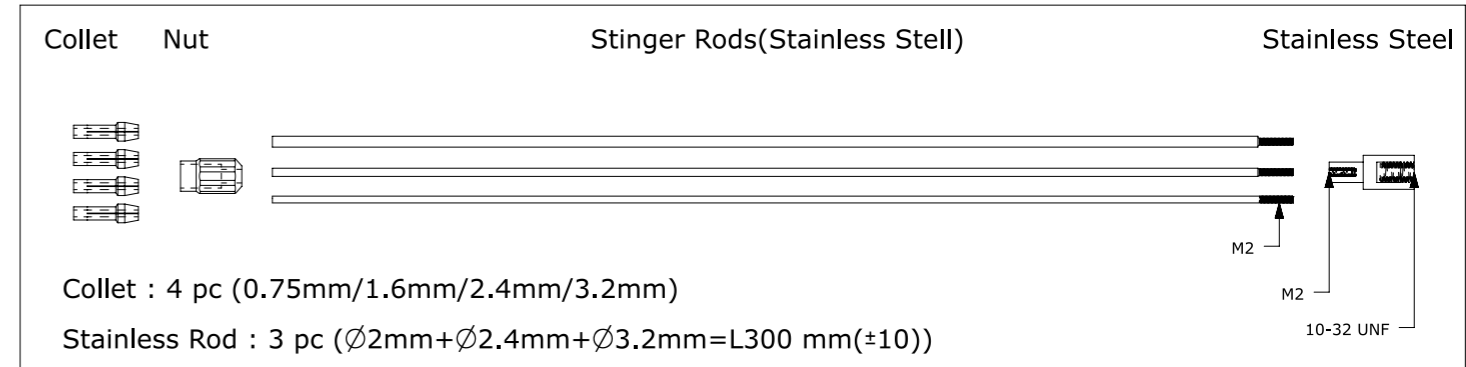 Collet Nut Stinger Rods(Stainless Stell) Stainless Steel
M2
M2
10-32 UNF
Collet : 4 pc (0.75mm/1.6mm/2.4mm/3.2mm)
Stainless Rod : 3 pc (∅2mm+∅2.4mm+∅3.2mm=L300 mm(±10))